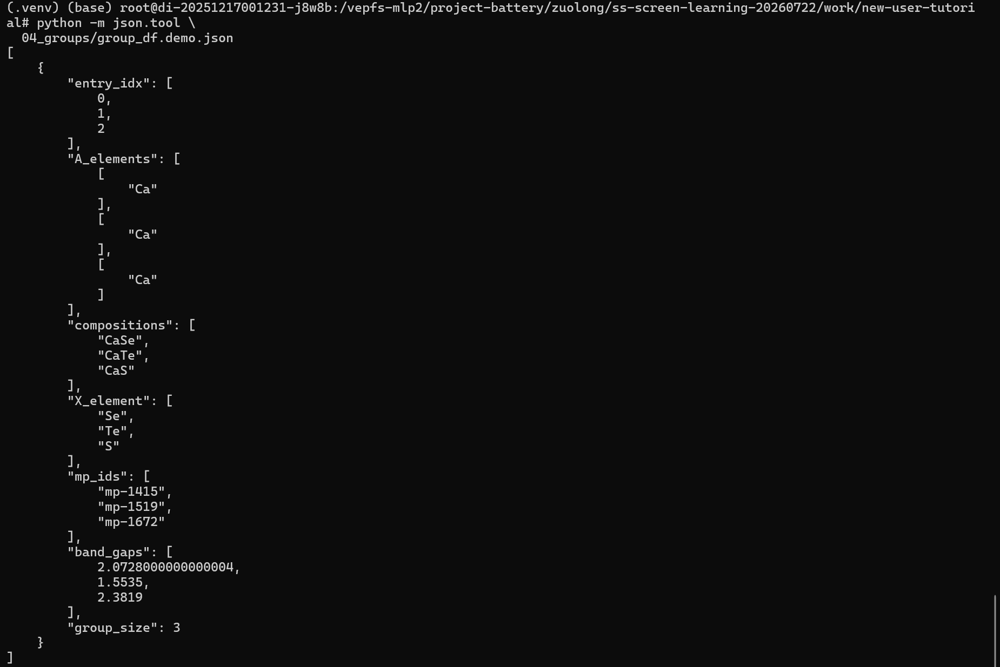 (.venv) (base) root@di-20251217001231-j8w8b:/vepfs-mlp2/project-battery/zuolong/ss-screen-learning-20260722/work/new-user-tutori
al# python -m json.tool \
  04_groups/group_df.demo.json
[
    {
        "entry_idx": [
            0,
            1,
            2
        ],
        "A_elements": [
            [
                "Ca"
            ],
            [
                "Ca"
            ],
            [
                "Ca"
            ]
        ],
        "compositions": [
            "CaSe",
            "CaTe",
            "CaS"
        ],
        "X_element": [
            "Se",
            "Te",
            "S"
        ],
        "mp_ids": [
            "mp-1415",
            "mp-1519",
            "mp-1672"
        ],
        "band_gaps": [
            2.0728000000000004,
            1.5535,
            2.3819
        ],
        "group_size": 3
    }
]